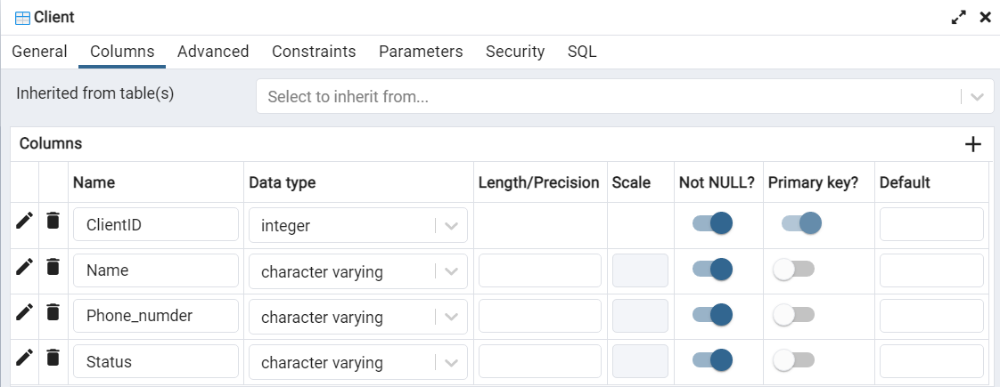 Client
General Columns Advanced Constraints Parameters Security SQL
Inherited from table(s) Select to inherit from...
Columns
Name Data type Length/Precision Scale Not NULL? Primary key? Default
ClientID integer
Name character varying
Phone_numder character varying
Status character varying